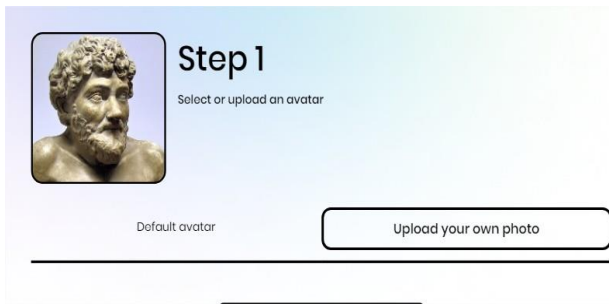 Step 1
Select or upload an avatar
Default avatar
Upload your own photo